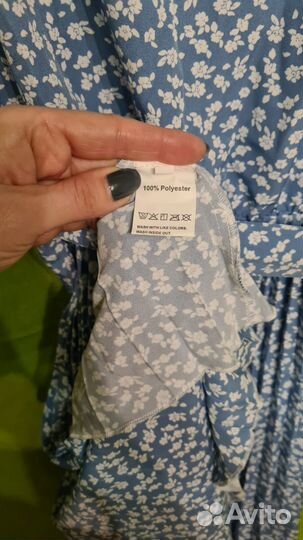 100% Polyester
WASH WITH LIKE COLORS.
WASH INSIDE OUT.
Avito